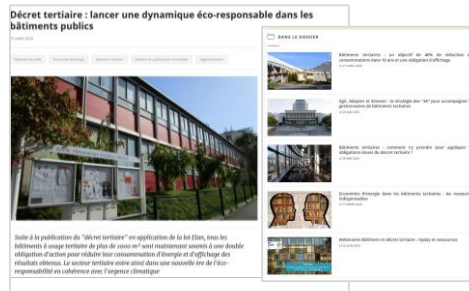 Décret tertiaire : lancer une dynamique éco-responsable dans les
bâtiments publics
Suite à la publication du "décret tertiaire" en application de la loi Elan, tous les
bâtiments à usage tertiaire de plus de 1000 m² sont maintenant soumis à une double
obligation d'action pour réduire leur consommation d'énergie et d'affichage des
résultats obtenus. Le secteur tertiaire entre ainsi dans une nouvelle ère de l'éco-
responsabilité en cohérence avec l'urgence climatique
DANS LE DOSSIER
Bâtiments tertiaires : un objectif de 40% de réduction
consommations dans 10 ans et une obligation d'affichage
Agir, Adapter et Attester : la stratégie des "3A" pour accompagner
gestionnaires de bâtiments tertiaires
Bâtiments tertiaires : comment s'y prendre pour appliquer
obligations issues du décret tertiaire ?
Economies d'énergie dans les bâtiments tertiaires : les
indispensables
Webinaires Bâtiment et décret tertiaire : replay et ressources